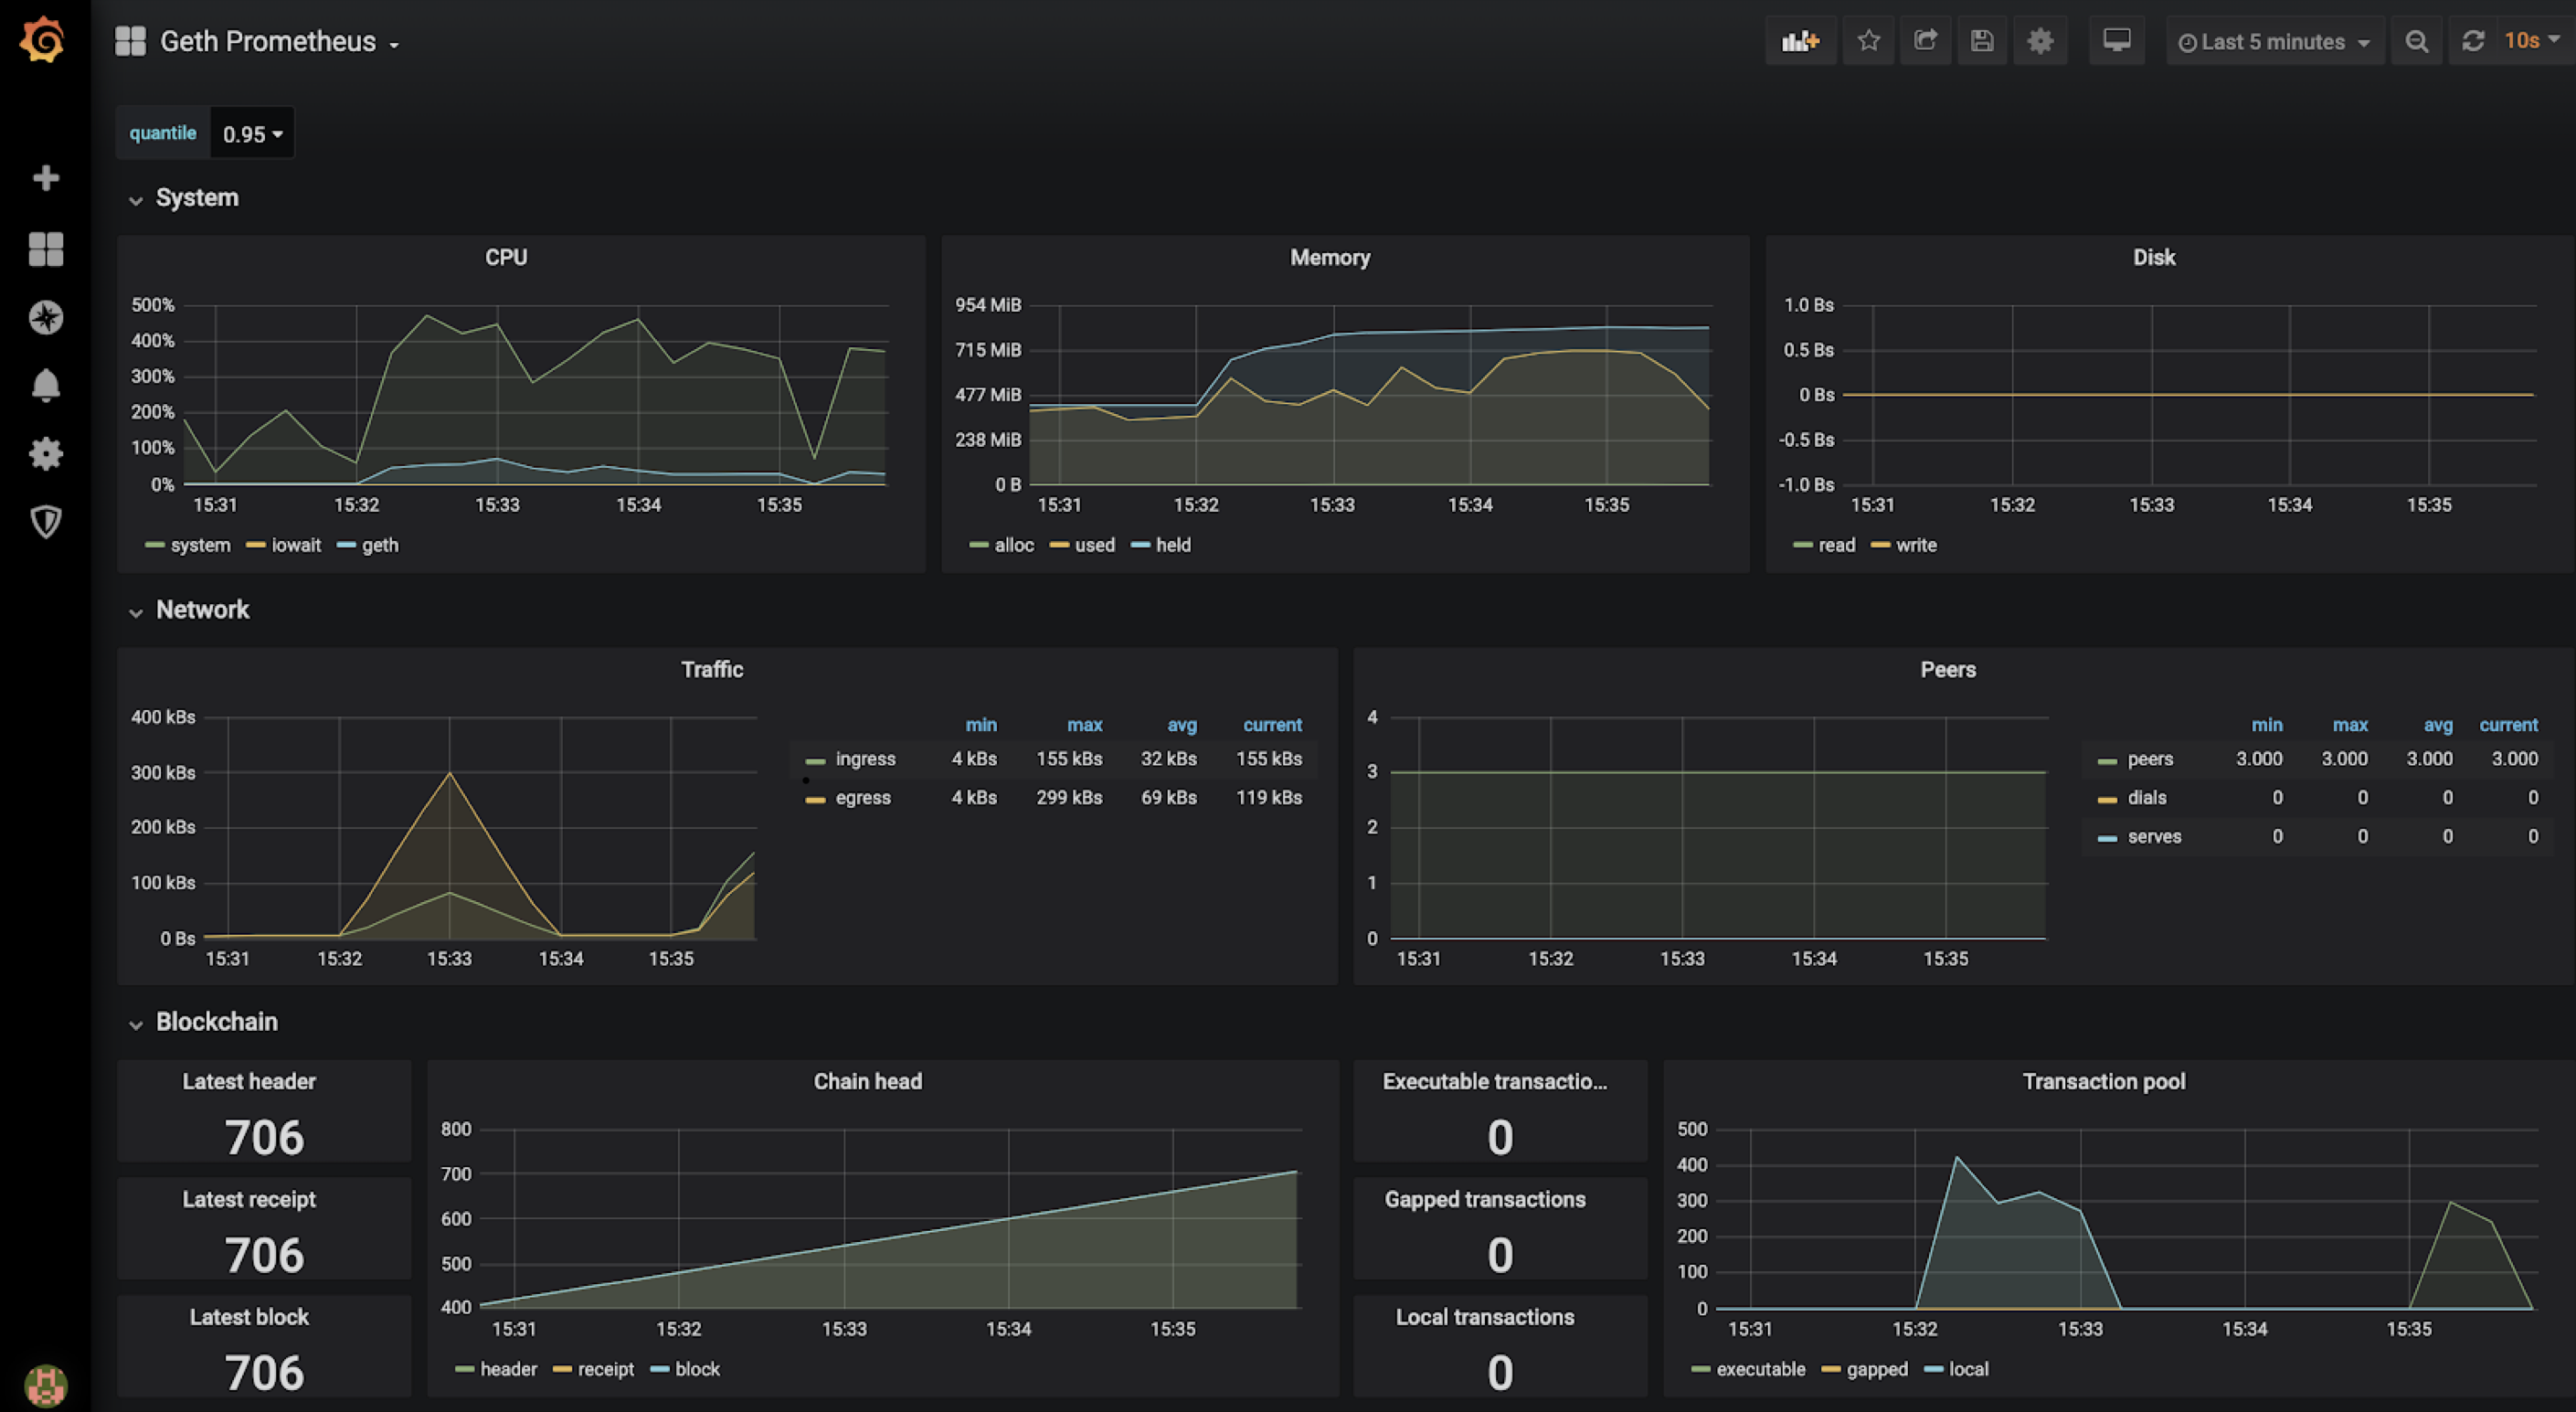 Geth Prometheus
Last 5 minutes
10s
quantile 0.95
System
CPU
500%
400%
300%
200%
100%
0%
15:31 15:32 15:33 15:34 15:35
system iowait geth
Memory
954 MiB
715 MiB
477 MiB
238 MiB
0 B
15:31 15:32 15:33 15:34 15:35
alloc used held
Disk
1.0 Bs
0.5 Bs
0 Bs
-0.5 Bs
-1.0 Bs
15:31 15:32 15:33 15:34 15:35
read write
Network
Traffic
400 kBs
300 kBs
200 kBs
100 kBs
0 Bs
15:31 15:32 15:33 15:34 15:35
min max avg current
ingress 4 kBs 155 kBs 32 kBs 155 kBs
egress 4 kBs 299 kBs 69 kBs 119 kBs
Peers
4
3
2
1
0
15:31 15:32 15:33 15:34 15:35
min max avg current
peers 3.000 3.000 3.000 3.000
dials 0 0 0 0
serves 0 0 0 0
Blockchain
Latest header
706
Latest receipt
706
Latest block
706
Chain head
800
700
600
500
400
15:31 15:32 15:33 15:34 15:35
header receipt block
Executable transactio...
0
Gapped transactions
0
Local transactions
0
Transaction pool
500
400
300
200
100
0
15:31 15:32 15:33 15:34 15:35
executable gapped local